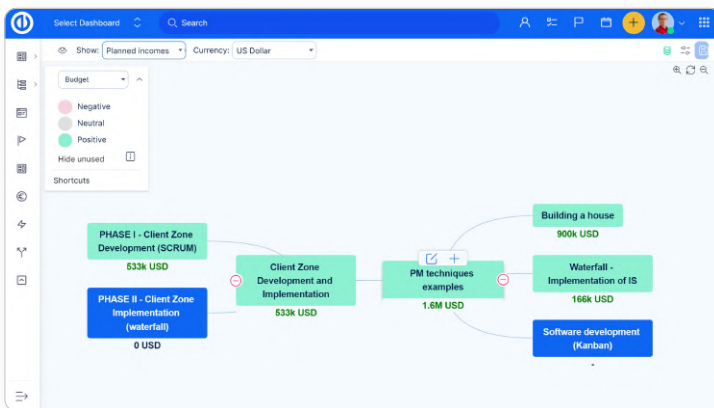 Select Dashboard
Search
Show:
Planned incomes
Currency:
US Dollar
Budget
Negative
Neutral
Positive
Hide unused
Shortcuts
PHASE I - Client Zone
Development (SCRUM)
533k USD
PHASE II - Client Zone
Implementation
(waterfall)
0 USD
Client Zone
Development and
Implementation
533k USD
PM techniques
examples
1.6M USD
Building a house
900k USD
Waterfall -
Implementation of IS
166k USD
Software development
(Kanban)
-